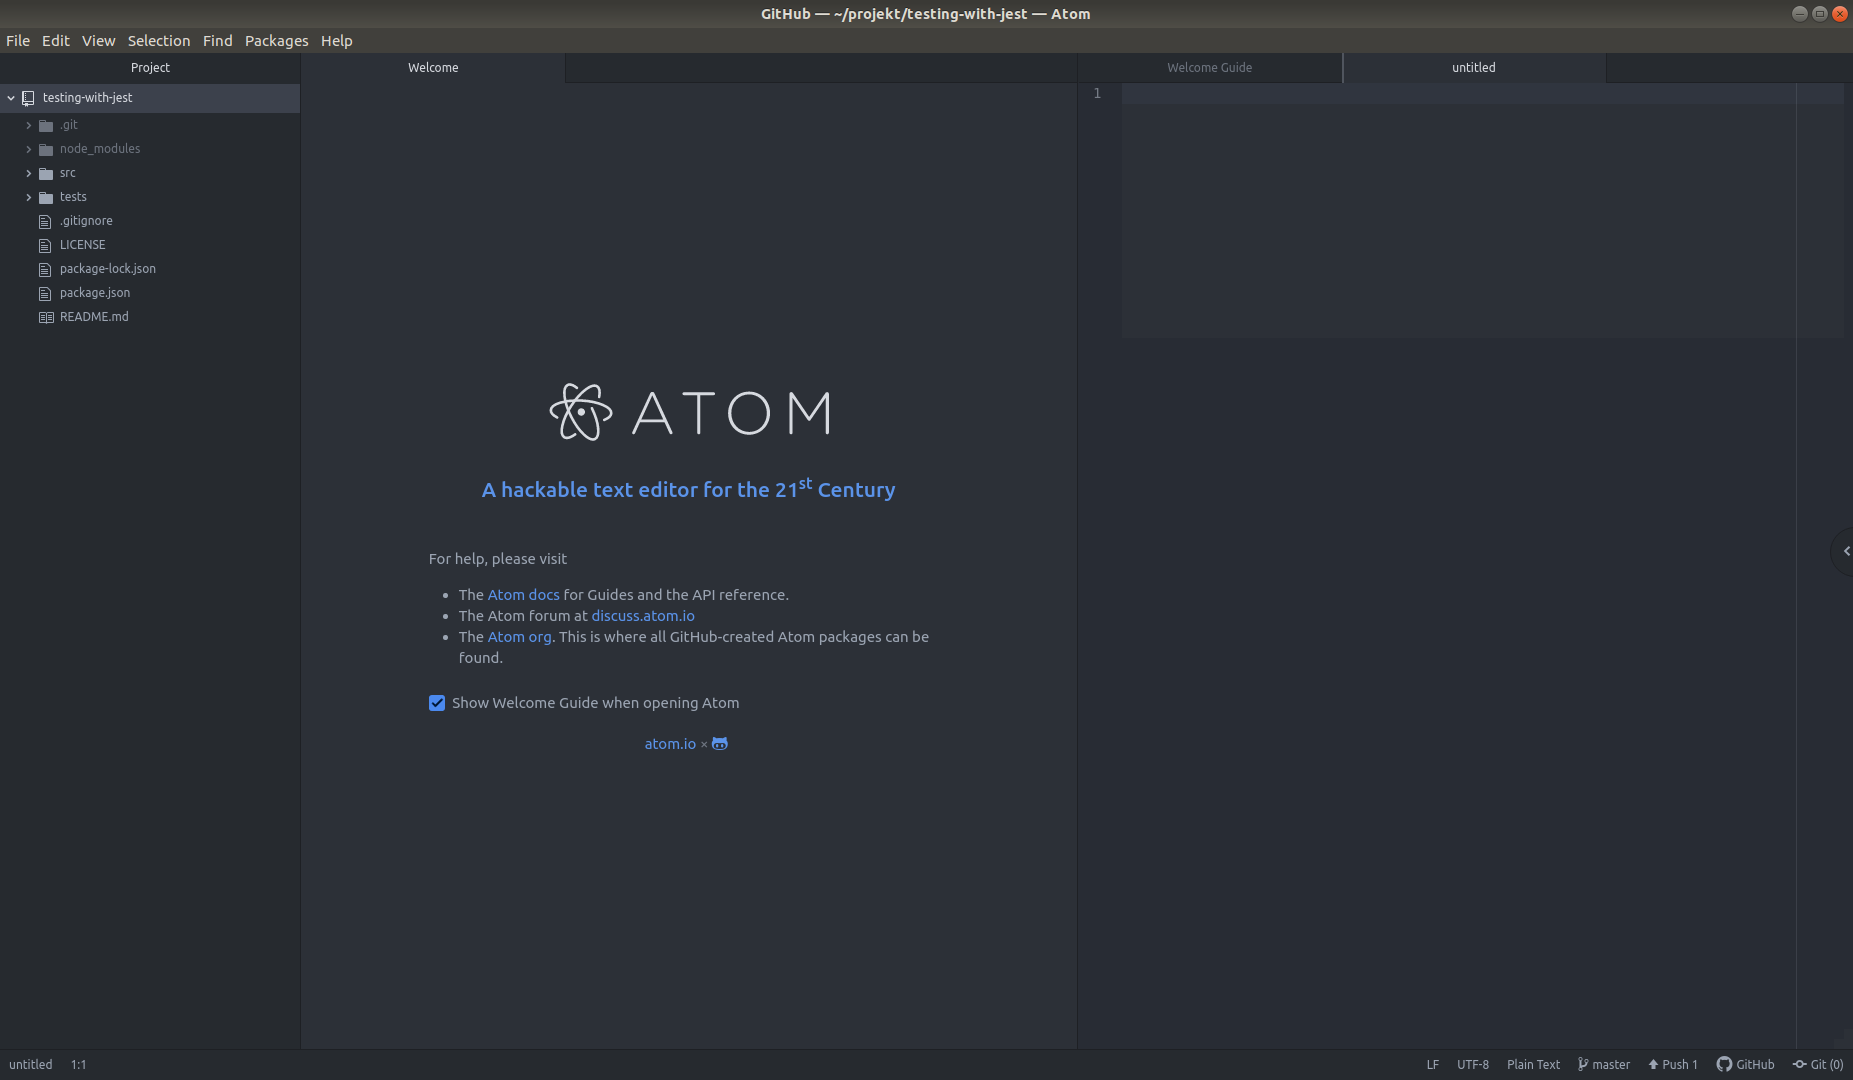 GitHub — ~/projekt/testing-with-jest — Atom
File Edit View Selection Find Packages Help
Project
testing-with-jest
.git
node_modules
src
tests
.gitignore
LICENSE
package-lock.json
package.json
README.md
Welcome
ATOM
A hackable text editor for the 21st Century
For help, please visit
• The Atom docs for Guides and the API reference.
• The Atom forum at discuss.atom.io
• The Atom org. This is where all GitHub-created Atom packages can be
found.
Show Welcome Guide when opening Atom
atom.io ×
Welcome Guide untitled
1
untitled 1:1
LF UTF-8 Plain Text master Push 1 GitHub Git (0)